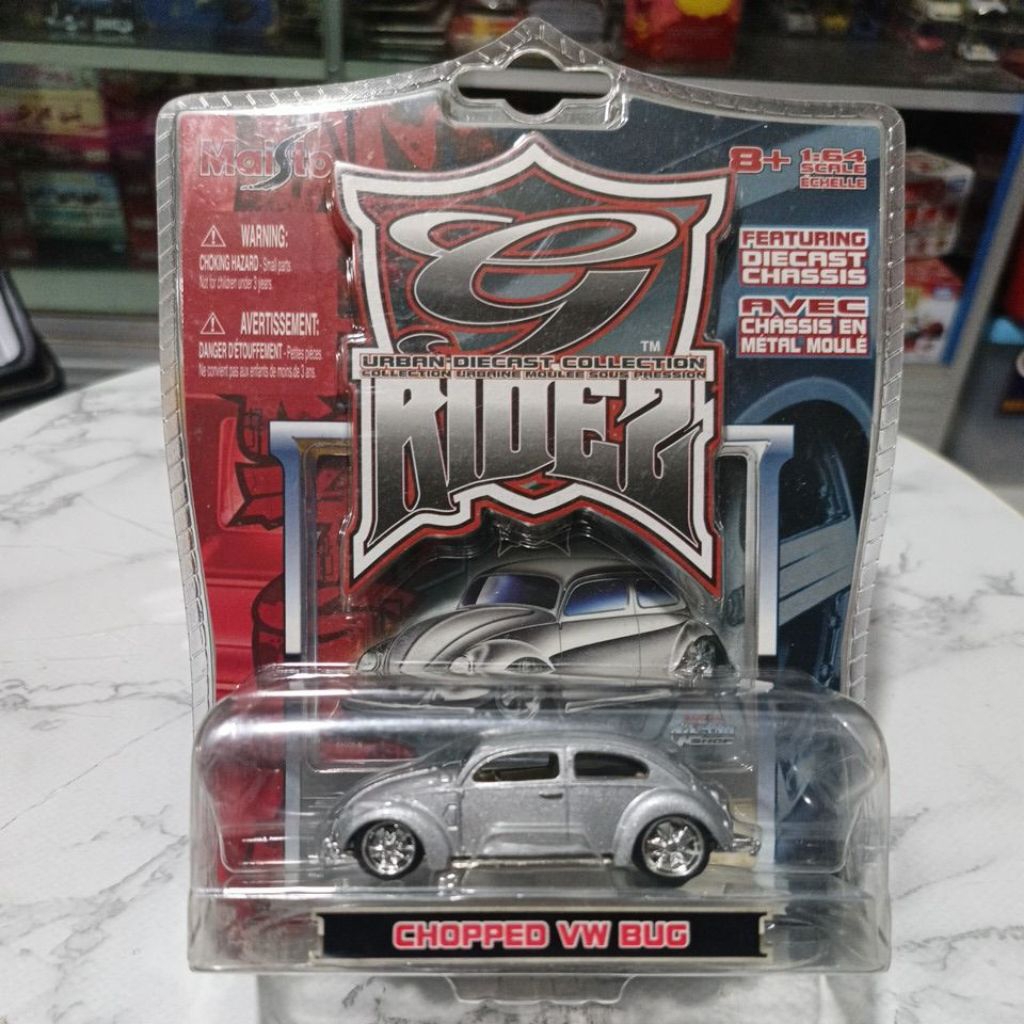 Maisto
8+
1:64
SCALE
ÉCHELLE
WARNING:
CHOKING HAZARD - Small parts
Not for children under 3 years.
AVERTISSEMENT:
DANGER D'ÉTOUFFEMENT - Petites pièces
Ne convient pas aux enfants de moins de 3 ans.
FEATURING
DIECAST
CHASSIS
AVEC
CHÂSSIS EN
MÉTAL MOULÉ
G
TM
URBAN DIECAST COLLECTION
COLLECTION URBAINE MOULÉE SOUS PRESSION
RIDEZ
CHOPPED VW BUG